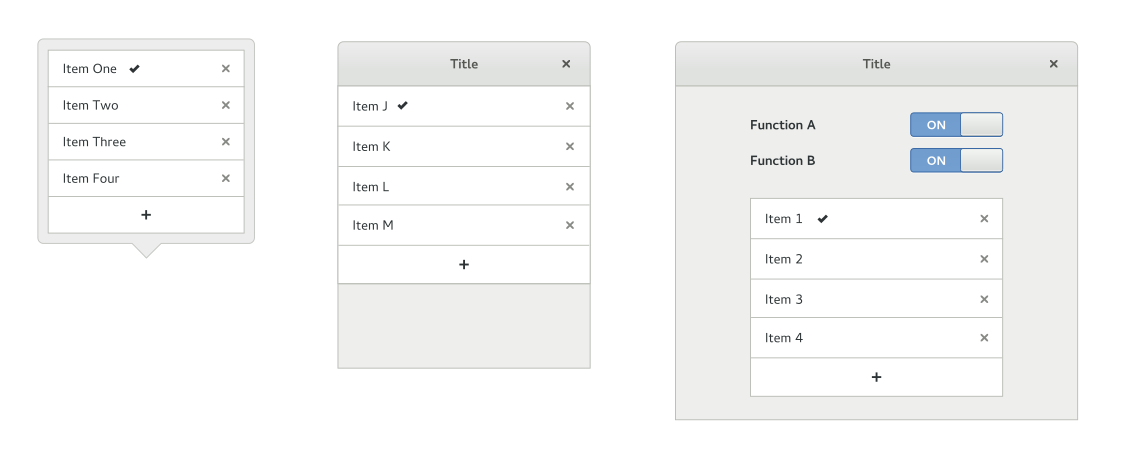 Item One
Item Two
Item Three
Item Four
Title
Item J
Item K
Item L
Item M
Title
Function A ON
Function B ON
Item 1
Item 2
Item 3
Item 4